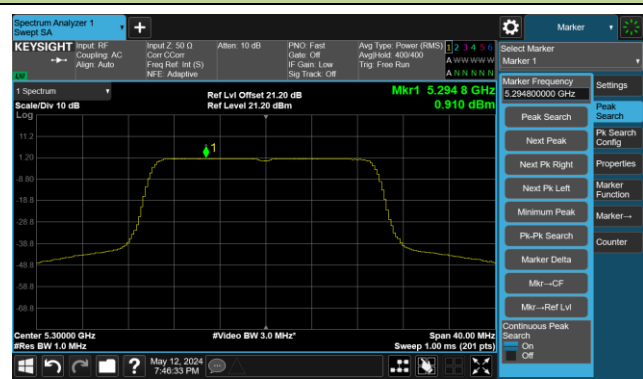 Spectrum Analyzer 1
Swept SA
Marker
KEYSIGHT
Input: RF
Coupling: AC
Align: Auto
Input Z: 50 Ω
Corr CCorr
Freq Ref: Int (S)
NFE: Adaptive
Atten: 10 dB
PNO: Fast
Gate: Off
IF Gain: Low
Sig Track: Off
Avg Type: Power (RMS)
Avg|Hold: 400/400
Trig: Free Run
1 2 3 4 5 6
A W W W W W
A N N N N N
LW
Select Marker
Marker 1
1 Spectrum
Scale/Div 10 dB
Log
Ref Lvl Offset 21.20 dB
Ref Level 21.20 dBm
Mkr1 5.294 8 GHz
0.910 dBm
11.2
1.20
-8.80
-18.8
-28.8
-38.8
-48.8
-58.8
-68.8
1
Center 5.30000 GHz
#Res BW 1.0 MHz
#Video BW 3.0 MHz*
Span 40.00 MHz
Sweep 1.00 ms (201 pts)
Marker Frequency
5.294800000 GHz
Peak Search
Next Peak
Next Pk Right
Next Pk Left
Minimum Peak
Pk-Pk Search
Marker Delta
Mkr→CF
Mkr→Ref Lvl
Continuous Peak
Search
On
Off
Settings
Peak
Search
Pk Search
Config
Properties
Marker
Function
Marker→
Counter
May 12, 2024
7:46:33 PM